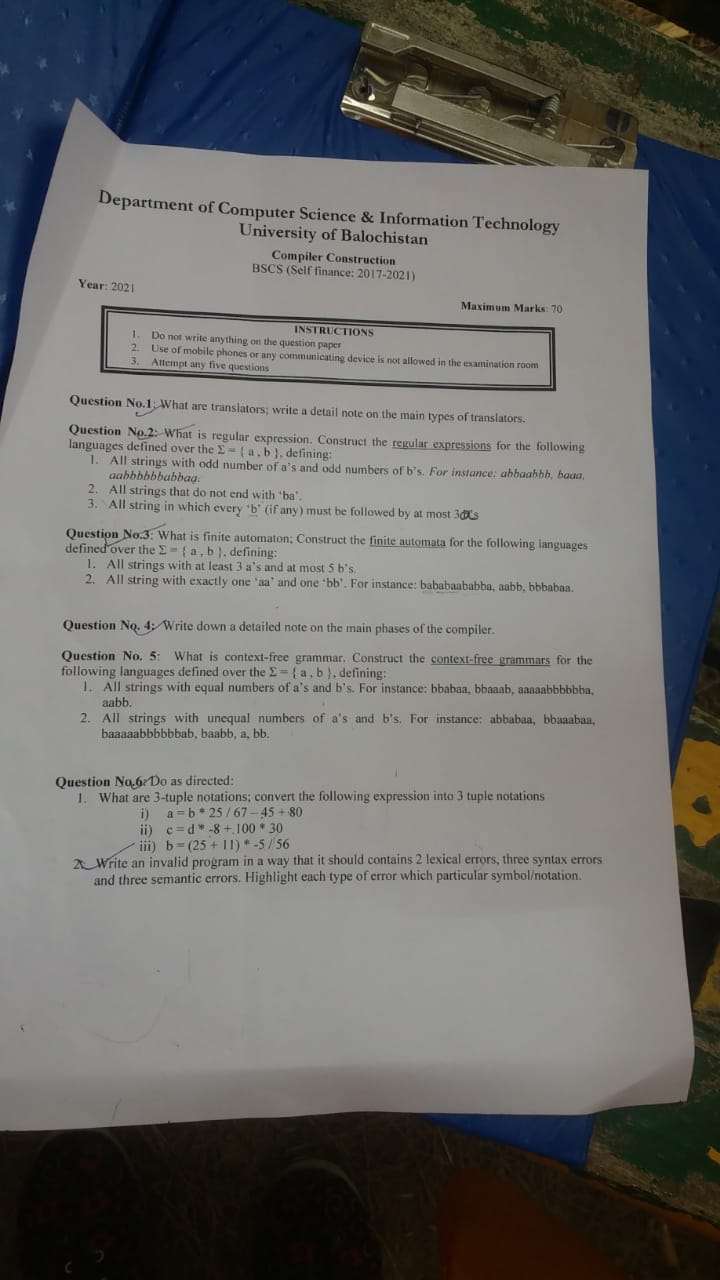 Department of Computer Science & Information Technology
University of Balochistan
Compiler Construction
BSCS (Self finance: 2017-2021)
Year: 2021
Maximum Marks: 70
INSTRUCTIONS
1. Do not write anything on the question paper
2. Use of mobile phones or any communicating device is not allowed in the examination room
3. Attempt any five questions
Question No.1: What are translators; write a detail note on the main types of translators.
Question No.2: What is regular expression. Construct the regular expressions for the following
languages defined over the Σ = { a , b }, defining:
1. All strings with odd number of a's and odd numbers of b's. For instance: abbaabbb, baaa,
aabbbbbbabbaq.
2. All strings that do not end with 'ba'.
3. All string in which every 'b' (if any) must be followed by at most 3
Question No.3: What is finite automaton; Construct the finite automata for the following languages
defined over the Σ = { a , b }, defining:
1. All strings with at least 3 a's and at most 5 b's.
2. All string with exactly one 'aa' and one 'bb'. For instance: bababaababba, aabb, bbbabaa.
Question No. 4: Write down a detailed note on the main phases of the compiler.
Question No. 5: What is context-free grammar. Construct the context-free grammars for the
following languages defined over the Σ = { a , b }, defining:
1. All strings with equal numbers of a's and b's. For instance: bbabaa, bbaaab, aaaaabbbbbba,
aabb.
2. All strings with unequal numbers of a's and b's. For instance: abbabaa, bbaaabaa,
baaaaabbbbbbab, baabb, a, bb.
Question No.6: Do as directed:
1. What are 3-tuple notations; convert the following expression into 3 tuple notations
i) a = b * 25 / 67 – 45 + 80
ii) c = d * -8 + 100 * 30
iii) b = (25 + 11) * -5 / 56
2. Write an invalid program in a way that it should contains 2 lexical errors, three syntax errors
and three semantic errors. Highlight each type of error which particular symbol/notation.